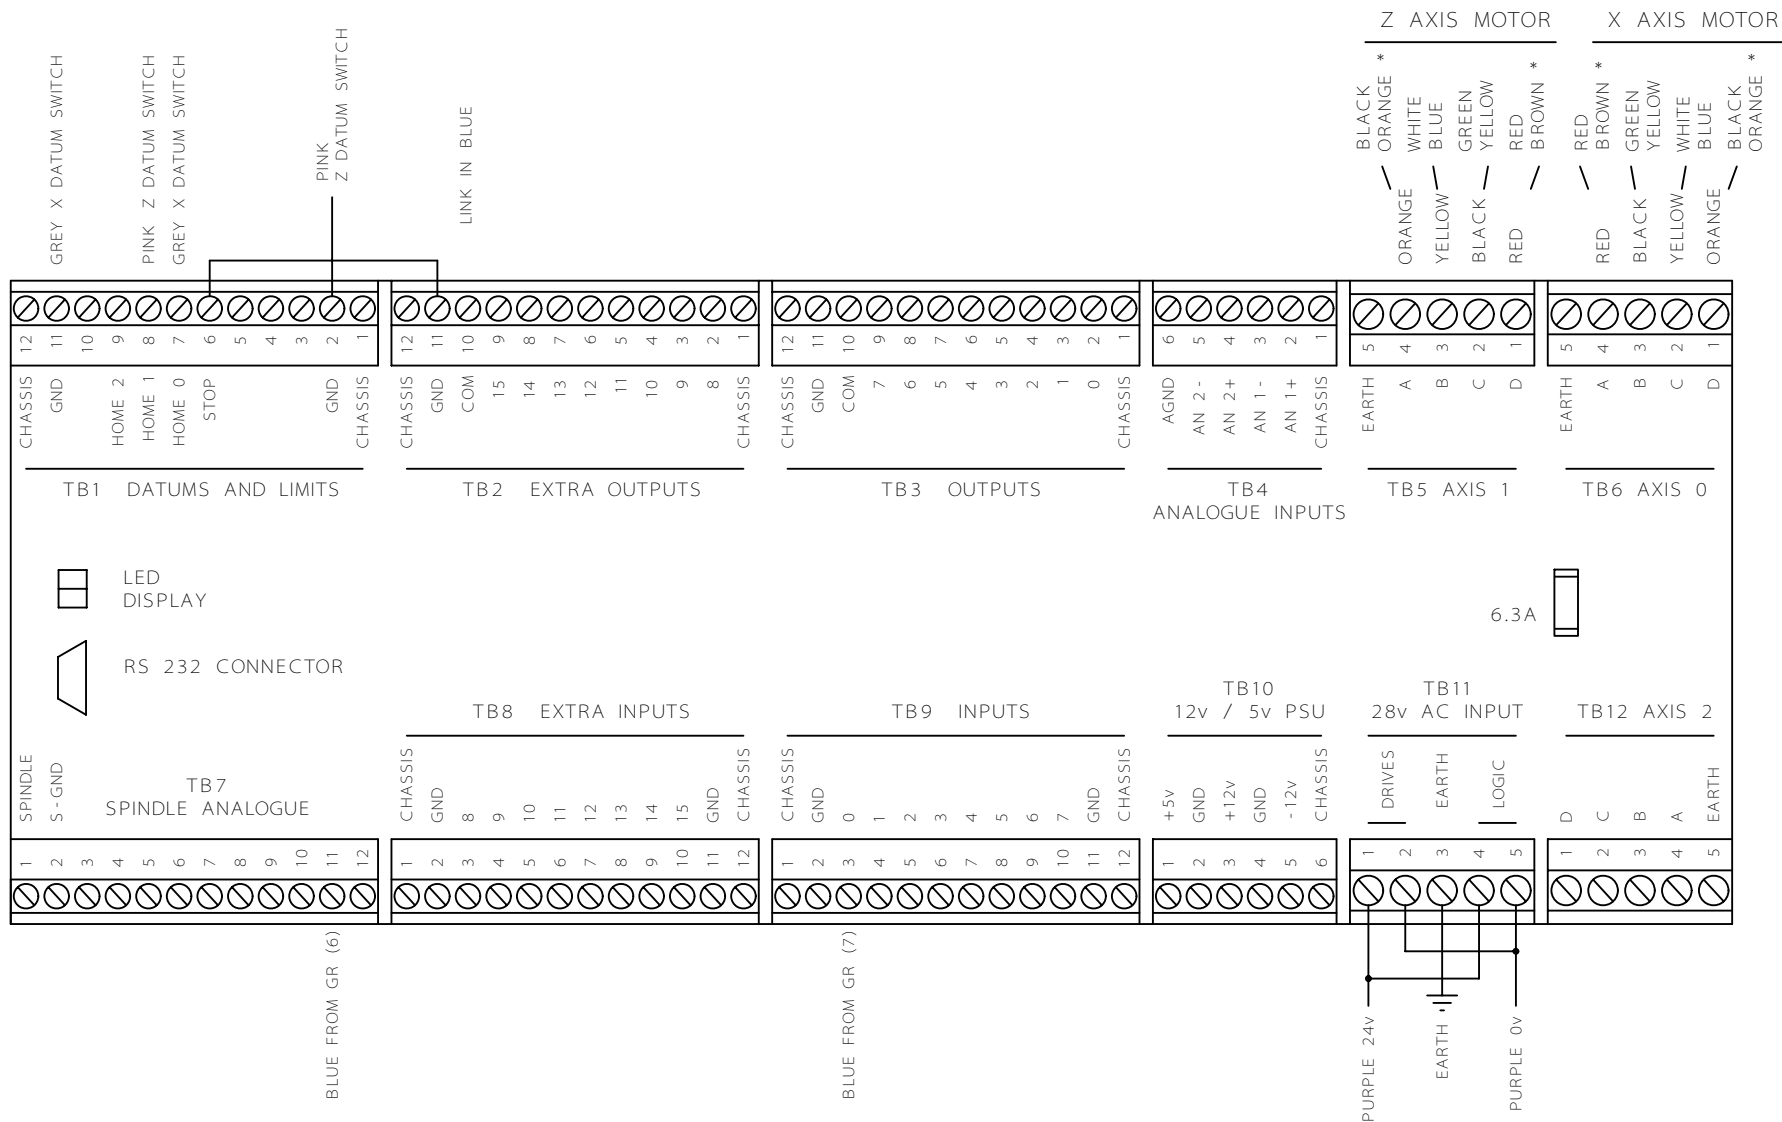 Z AXIS MOTOR
X AXIS MOTOR
BLACK
ORANGE *
WHITE
BLUE
GREEN
YELLOW
RED
BROWN *
RED
BROWN *
GREEN
YELLOW
WHITE
BLUE
BLACK
ORANGE *
ORANGE
YELLOW
BLACK
RED
RED
BLACK
YELLOW
ORANGE
GREY X DATUM SWITCH
PINK Z DATUM SWITCH
GREY X DATUM SWITCH
PINK
Z DATUM SWITCH
LINK IN BLUE
12 11 10 9 8 7 6 5 4 3 2 1
CHASSIS
GND
HOME 2
HOME 1
HOME 0
STOP
GND
CHASSIS
TB1 DATUMS AND LIMITS
12 11 10 9 8 7 6 5 4 3 2 1
CHASSIS
GND
COM
15
14
13
12
11
10
9
8
CHASSIS
TB2 EXTRA OUTPUTS
12 11 10 9 8 7 6 5 4 3 2 1
CHASSIS
GND
COM
7
6
5
4
3
2
1
0
CHASSIS
TB3 OUTPUTS
6 5 4 3 2 1
AGND
AN 2 -
AN 2+
AN 1 -
AN 1+
CHASSIS
TB4
ANALOGUE INPUTS
5 4 3 2 1
EARTH
A
B
C
D
TB5 AXIS 1
5 4 3 2 1
EARTH
A
B
C
D
TB6 AXIS 0
LED
DISPLAY
6.3A
RS 232 CONNECTOR
SPINDLE
S - GND
TB7
SPINDLE ANALOGUE
1 2 3 4 5 6 7 8 9 10 11 12
TB8 EXTRA INPUTS
CHASSIS
GND
8
9
10
11
12
13
14
15
GND
CHASSIS
1 2 3 4 5 6 7 8 9 10 11 12
TB9 INPUTS
CHASSIS
GND
0
1
2
3
4
5
6
7
GND
CHASSIS
1 2 3 4 5 6 7 8 9 10 11 12
TB10
12v / 5v PSU
+5v
GND
+12v
GND
- 12v
CHASSIS
1 2 3 4 5 6
TB11
28v AC INPUT
DRIVES
EARTH
LOGIC
1 2 3 4 5
TB12 AXIS 2
D
C
B
A
EARTH
1 2 3 4 5
BLUE FROM GR (6)
BLUE FROM GR (7)
PURPLE 24v
EARTH
PURPLE 0v